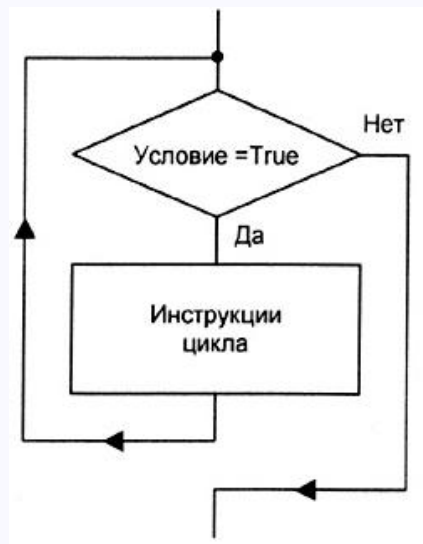 Условие =True
Нет
Да
Инструкции
цикла